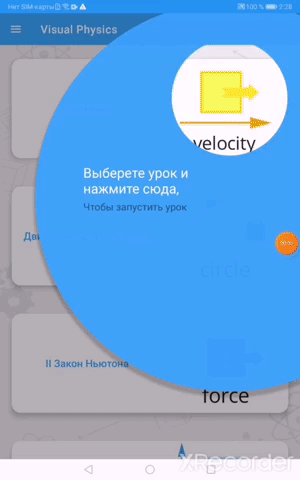 Нет SIM-карты 100 % 2:28
Visual Physics
velocity
Выберете урок и
нажмите сюда,
Чтобы запустить урок
Дви
circle
II Закон Ньютона
force
XRecorder